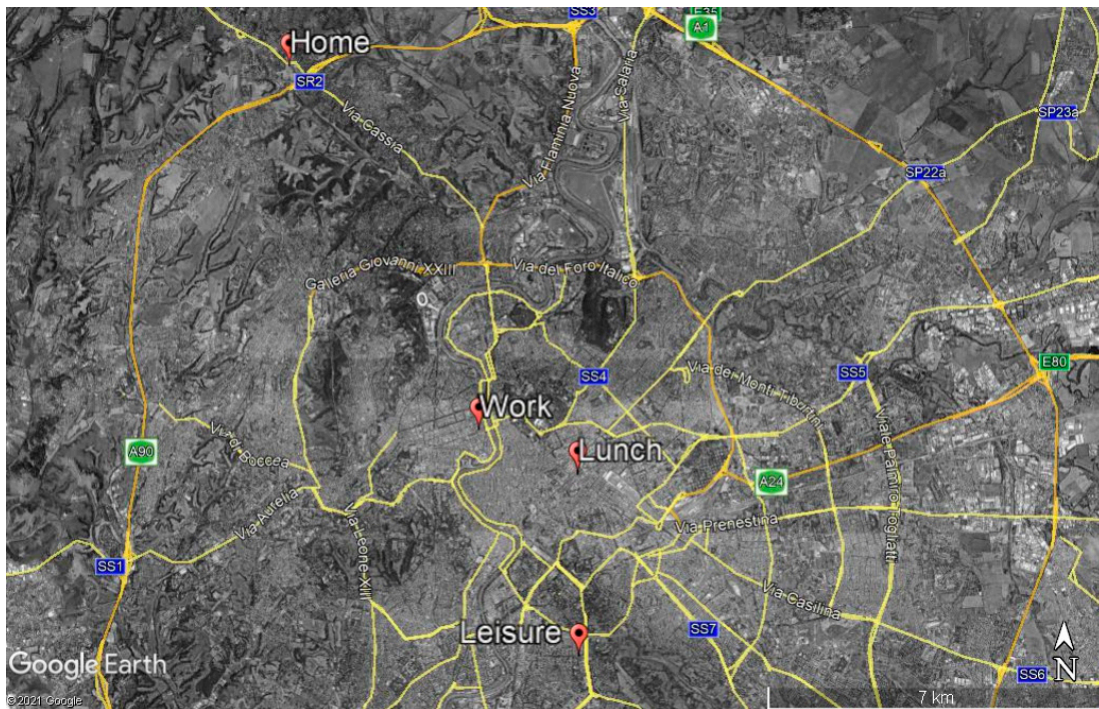 SS3
E35
A1
Home
SR2
Via Cassia
Via Flaminia Nuova
Via Salaria
SP23a
SP22a
Galleria Giovanni XXIII
Via del Foro Italico
0
SS4
Via dei Monti Tiburtini
SS5
E80
Work
Lunch
Via di Boccea
A90
A24
Viale Palmiro Togliatti
Via Aurelia
Via Leone XIII
Via Prenestina
SS1
Via Casilina
Leisure
SS7
Google Earth
N
SS6
©2021 Google
7 km